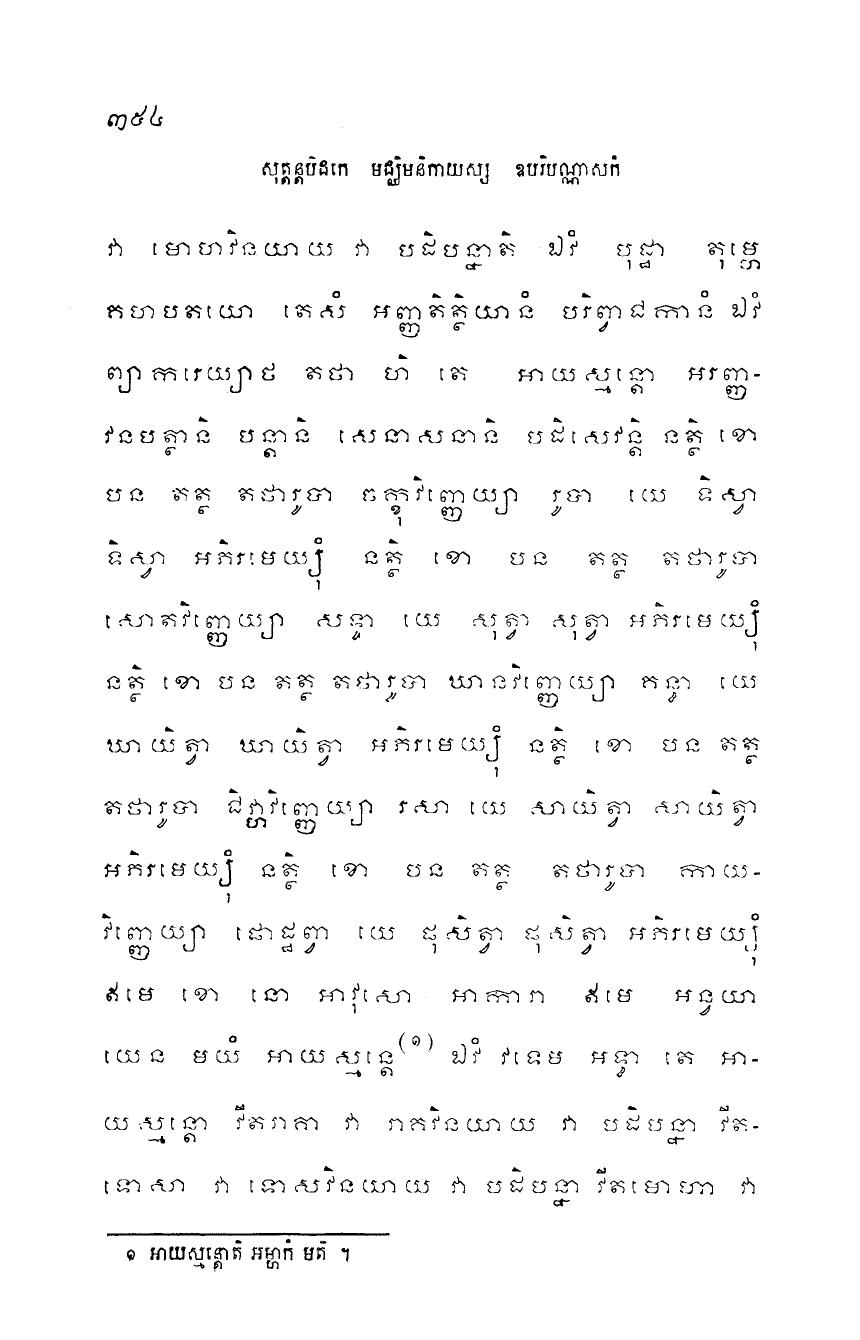 ៣៥៤
សុត្តន្តបិដកេ មជ្ឈិមនិកាយស្ស ឧបរិបណ្ណាសកំ
វា មោហវិនយាយ វា បដិបន្នាតិ ឯវំ បុដ្ឋា តុម្ហេ
គហបតយោ តេសំ អញ្ញតិត្ថិយានំ បរិព្វាជកានំ ឯវំ
ព្យាករេយ្យាថ តថា ហិ តេ អាយស្មន្តោ អរញ្ញ-
វនបត្ថានិ បន្តានិ សេនាសនានិ បដិសេវន្តិ នត្ថិ ខោ
បន តត្ថ តថារូបា ចក្ខុវិញ្ញេយ្យា រូបា យេ ទិស្វា
ទិស្វា អភិរមេយ្យុំ នត្ថិ ខោ បន តត្ថ តថារូបា
សោតវិញ្ញេយ្យា សទ្ទា យេ សុត្វា សុត្វា អភិរមេយ្យុំ
នត្ថិ ខោ បន តត្ថ តថារូបា ឃានវិញ្ញេយ្យា គន្ធា យេ
ឃាយិត្វា ឃាយិត្វា អភិរមេយ្យុំ នត្ថិ ខោ បន តត្ថ
តថារូបា ជិវ្ហាវិញ្ញេយ្យា រសា យេ សាយិត្វា សាយិត្វា
អភិរមេយ្យុំ នត្ថិ ខោ បន តត្ថ តថារូបា កាយ-
វិញ្ញេយ្យា ផោដ្ឋព្វា យេ ផុសិត្វា ផុសិត្វា អភិរមេយ្យុំ
ឥមេ ខោ នោ អាវុសោ អាការា ឥមេ អន្វយា
យេន មយំ អាយស្មន្តេ(១) ឯវំ វទេម អទ្ធា តេ អា-
យស្មន្តោ វីតរាគា វា រាគវិនយាយ វា បដិបន្នា វីត-
ទោសា វា ទោសវិនយាយ វា បដិបន្នា វីតមោហា វា
១ អាយស្មន្តោតិ អម្ហាកំ មតិ ។